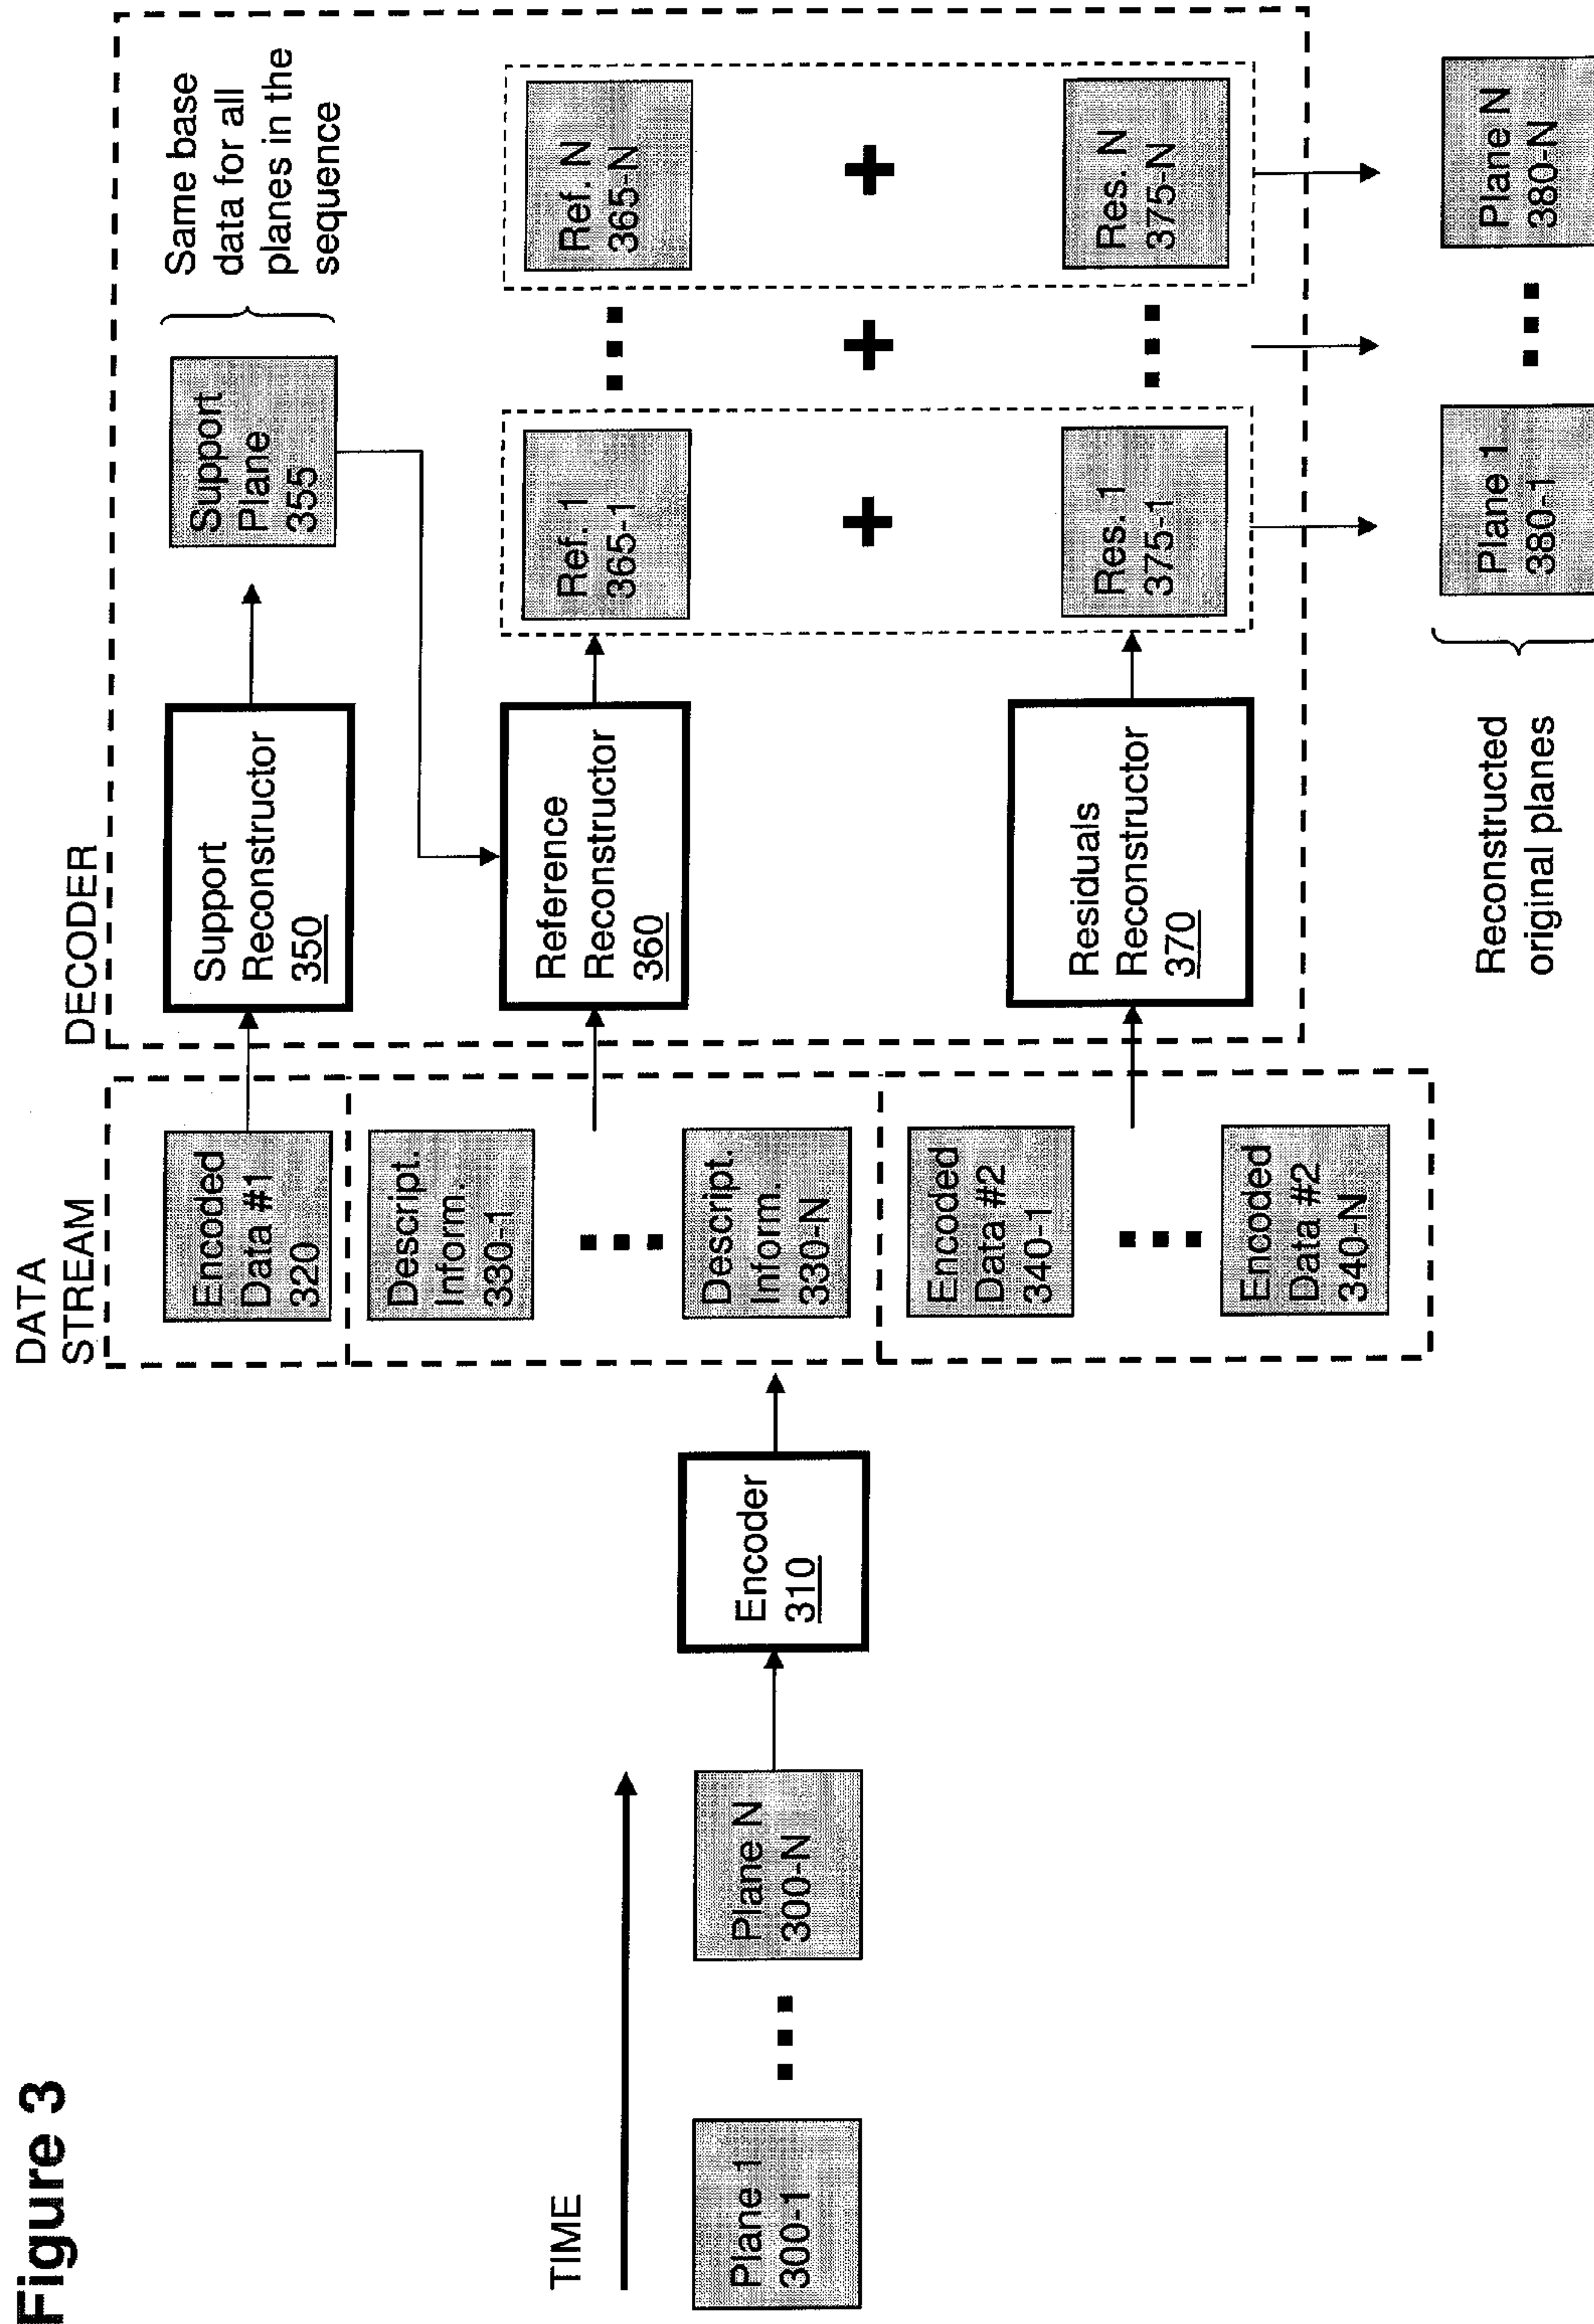 Figure 3
TIME
Plane 1
300-1
Plane N
300-N
Encoder
310
DATA
STREAM
Encoded
Data #1
320
Descript.
Inform.
330-1
Descript.
Inform.
330-N
Encoded
Data #2
340-1
Encoded
Data #2
340-N
DECODER
Support
Reconstructor
350
Support
Plane
355
Same base
data for all
planes in the
sequence
Reference
Reconstructor
360
Ref. 1
365-1
Ref. N
365-N
+
+
+
Residuals
Reconstructor
370
Res. 1
375-1
Res. N
375-N
Reconstructed
original planes
Plane 1
380-1
Plane N
380-N